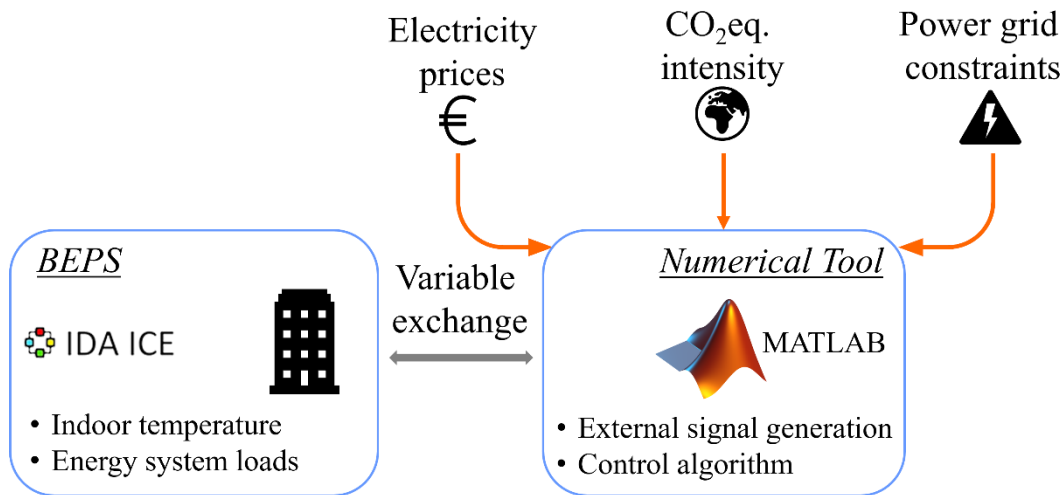 Electricity
prices
€
CO₂eq.
intensity
Power grid
constraints
BEPS
IDA ICE
• Indoor temperature
• Energy system loads
Variable
exchange
Numerical Tool
MATLAB
• External signal generation
• Control algorithm